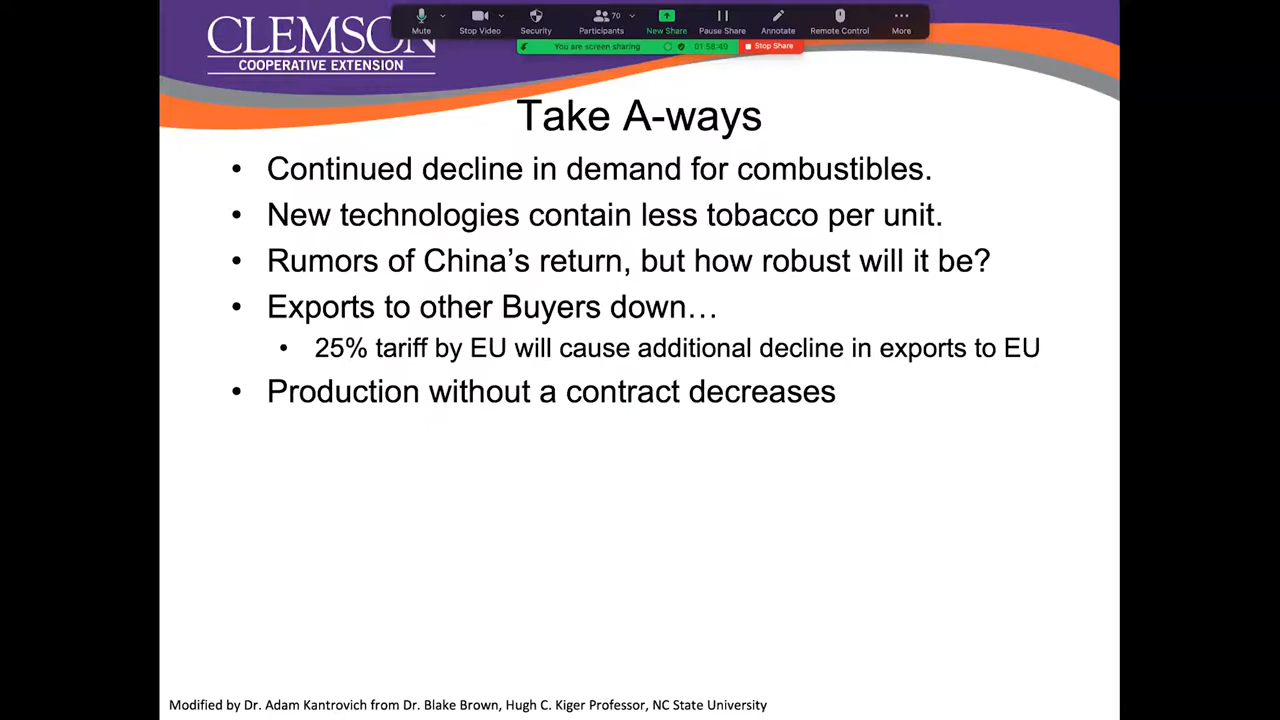 CLEMSON
COOPERATIVE EXTENSION
Mute
Stop Video
Security
Participants
70
New Share
Pause Share
Annotate
Remote Control
More
You are screen sharing
01:58:49
Stop Share
Take A-ways
• Continued decline in demand for combustibles.
• New technologies contain less tobacco per unit.
• Rumors of China’s return, but how robust will it be?
• Exports to other Buyers down…
• 25% tariff by EU will cause additional decline in exports to EU
• Production without a contract decreases
Modified by Dr. Adam Kantrovich from Dr. Blake Brown, Hugh C. Kiger Professor, NC State University